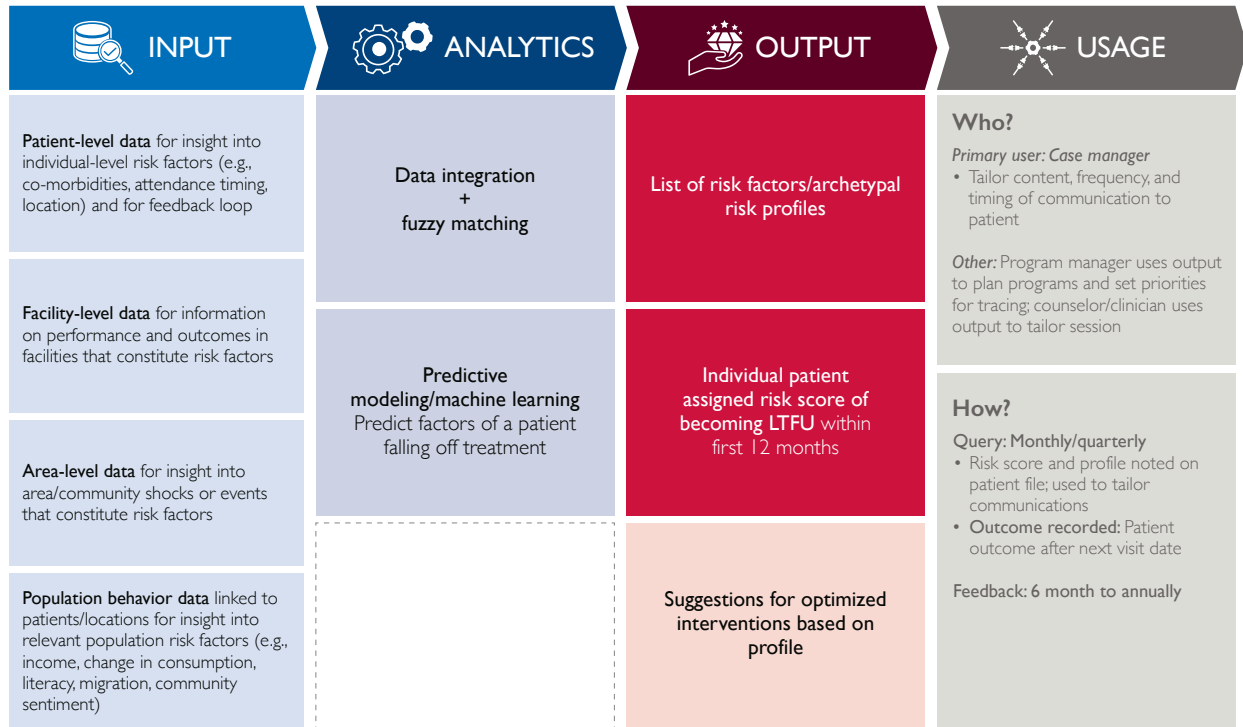 INPUT
ANALYTICS
OUTPUT
USAGE
Patient-level data for insight into
individual-level risk factors (e.g.,
co-morbidities, attendance timing,
location) and for feedback loop
Facility-level data for information
on performance and outcomes in
facilities that constitute risk factors
Area-level data for insight into
area/community shocks or events
that constitute risk factors
Population behavior data linked to
patients/locations for insight into
relevant population risk factors (e.g.,
income, change in consumption,
literacy, migration, community
sentiment)
Data integration
+
fuzzy matching
Predictive
modeling/machine learning
Predict factors of a patient
falling off treatment
List of risk factors/archetypal
risk profiles
Individual patient
assigned risk score of
becoming LTFU within
first 12 months
Suggestions for optimized
interventions based on
profile
Who?
Primary user: Case manager
• Tailor content, frequency, and
timing of communication to
patient
Other: Program manager uses output
to plan programs and set priorities
for tracing; counselor/clinician uses
output to tailor session
How?
Query: Monthly/quarterly
• Risk score and profile noted on
patient file; used to tailor
communications
• Outcome recorded: Patient
outcome after next visit date
Feedback: 6 month to annually